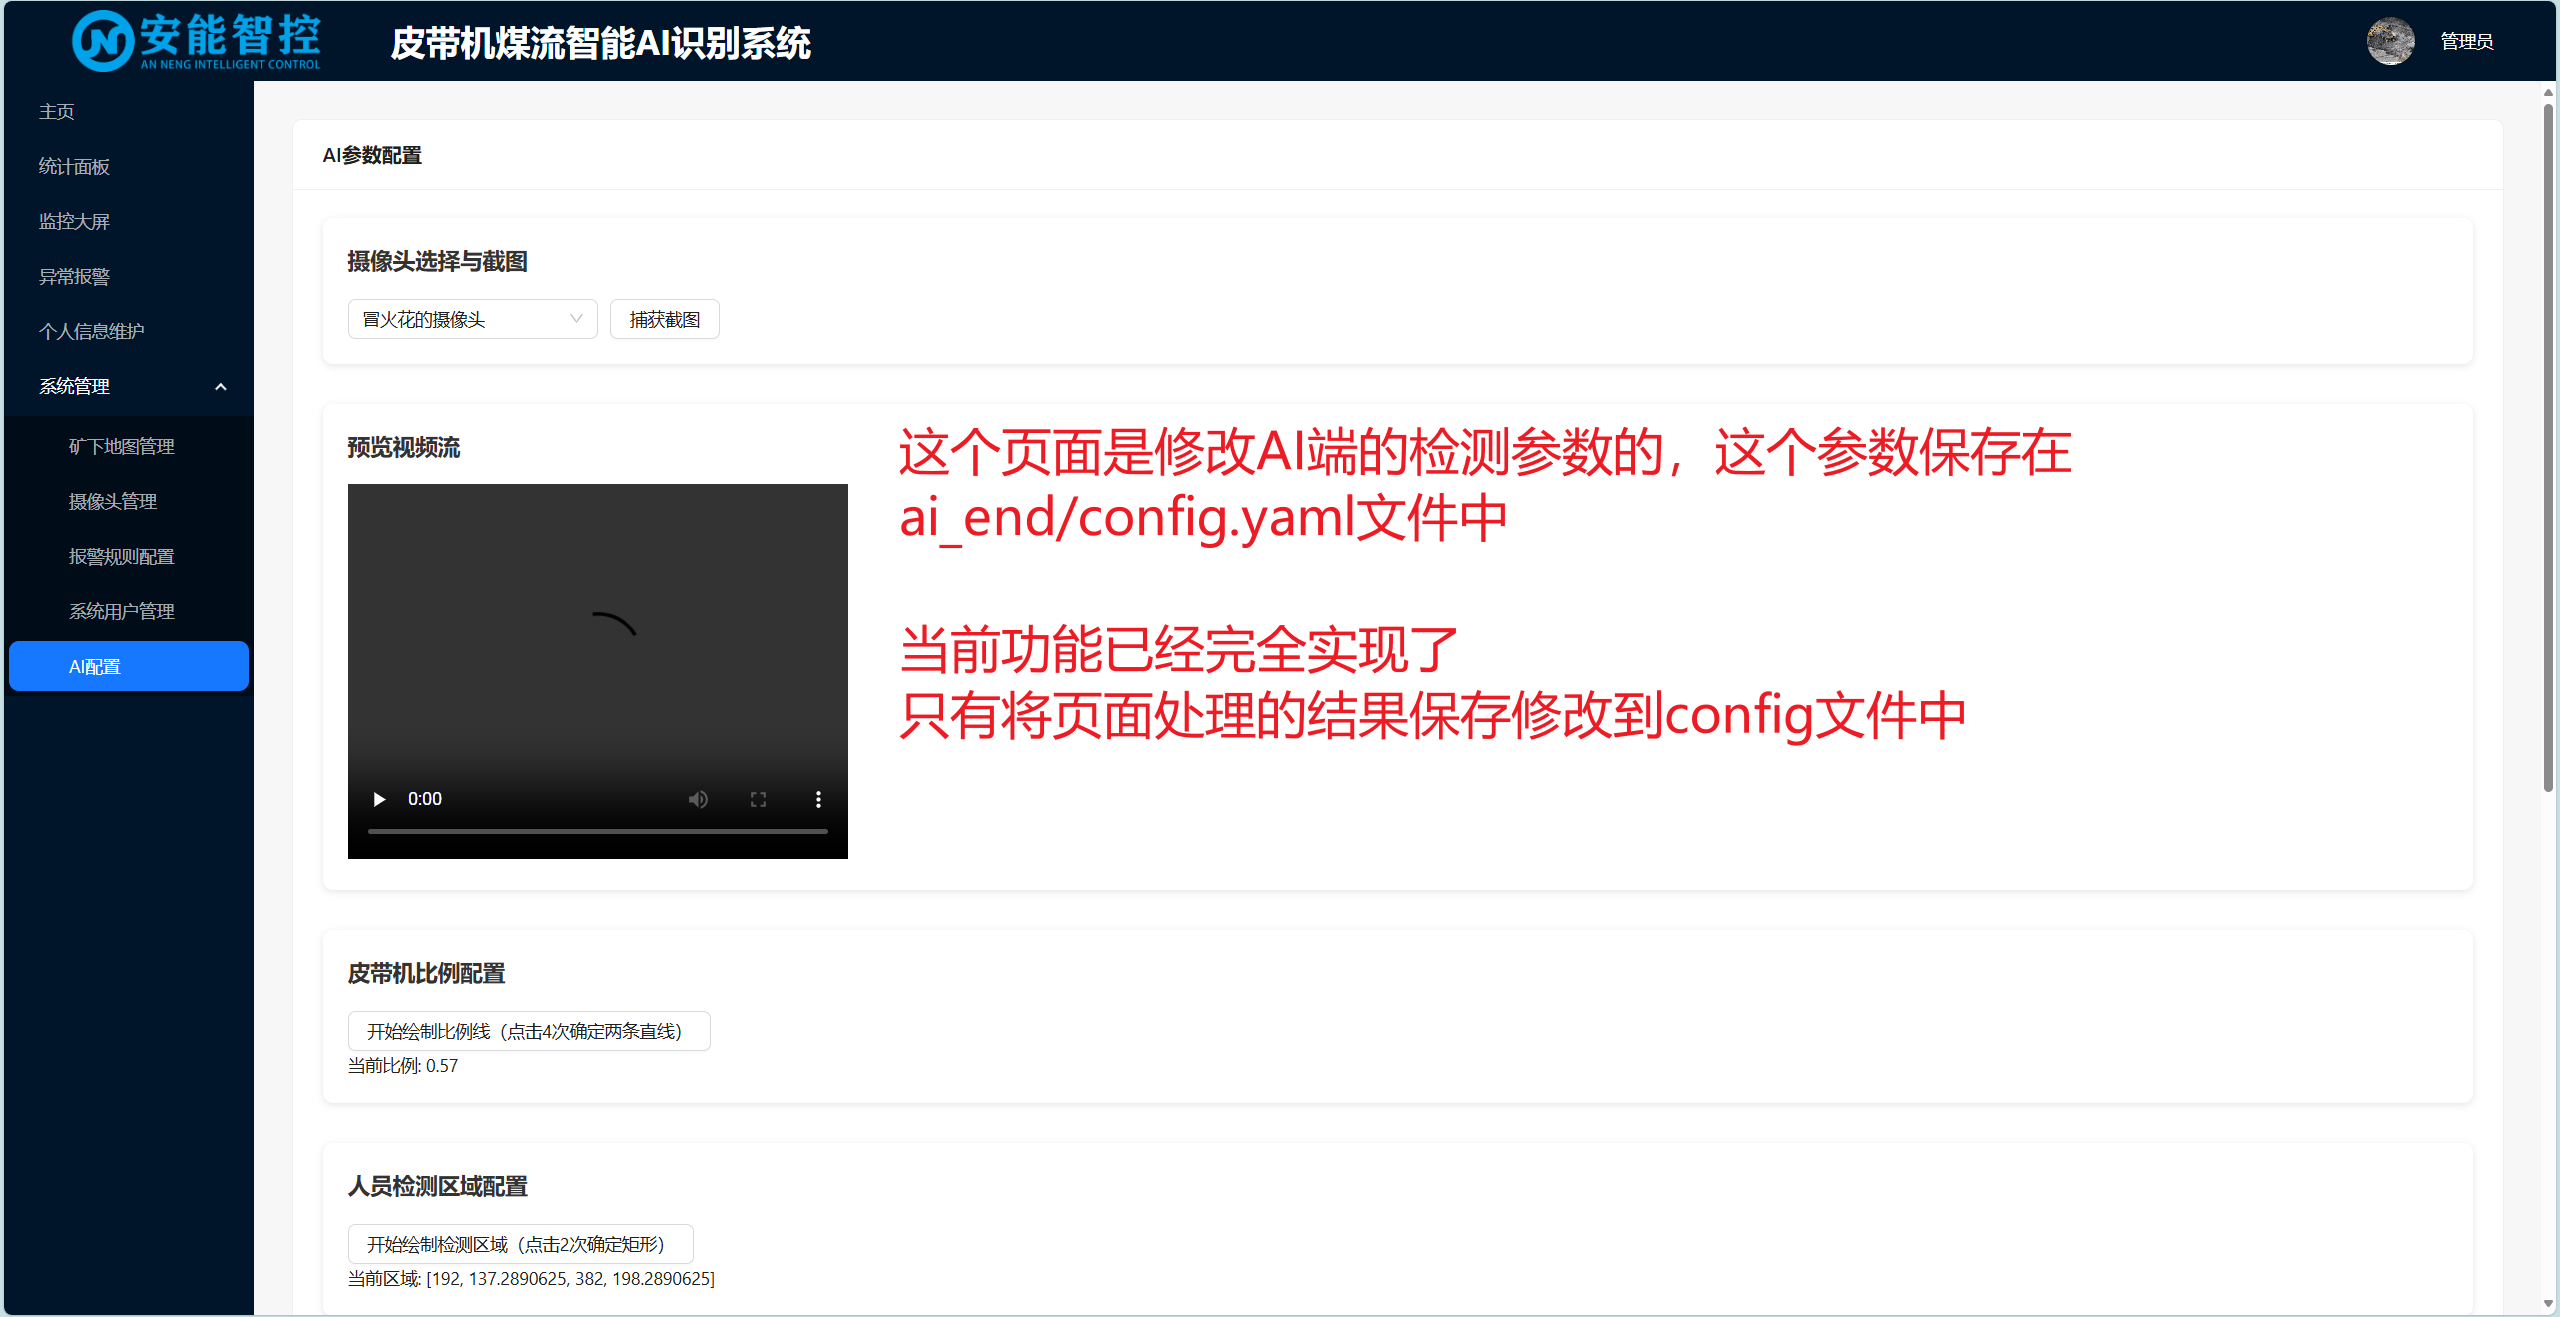 安能智控
AN NENG INTELLIGENT CONTROL
皮带机煤流智能AI识别系统
管理员
主页
统计面板
监控大屏
异常报警
个人信息维护
系统管理
矿下地图管理
摄像头管理
报警规则配置
系统用户管理
AI配置
AI参数配置
摄像头选择与截图
冒火花的摄像头
捕获截图
预览视频流
0:00
这个页面是修改AI端的检测参数的，这个参数保存在
ai_end/config.yaml文件中
当前功能已经完全实现了
只有将页面处理的结果保存修改到config文件中
皮带机比例配置
开始绘制比例线（点击4次确定两条直线）
当前比例: 0.57
人员检测区域配置
开始绘制检测区域（点击2次确定矩形）
当前区域: [192, 137.2890625, 382, 198.2890625]